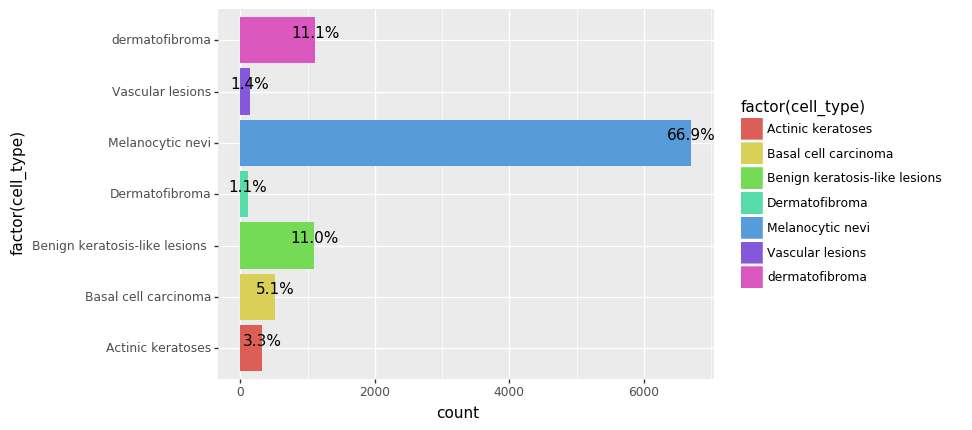 dermatofibroma
11.1%
Vascular lesions
1.4%
Melanocytic nevi
66.9%
Dermatofibroma
1.1%
Benign keratosis-like lesions
11.0%
Basal cell carcinoma
5.1%
Actinic keratoses
3.3%
factor(cell_type)
0
2000
4000
6000
count
factor(cell_type)
Actinic keratoses
Basal cell carcinoma
Benign keratosis-like lesions
Dermatofibroma
Melanocytic nevi
Vascular lesions
dermatofibroma